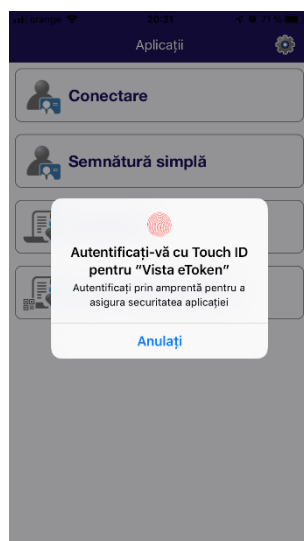 orange
20:21
71 %
Aplicații
Conectare
Semnătură simplă
Autentificați-vă cu Touch ID
pentru "Vista eToken"
Autentificați prin amprentă pentru a
asigura securitatea aplicației
Anulați